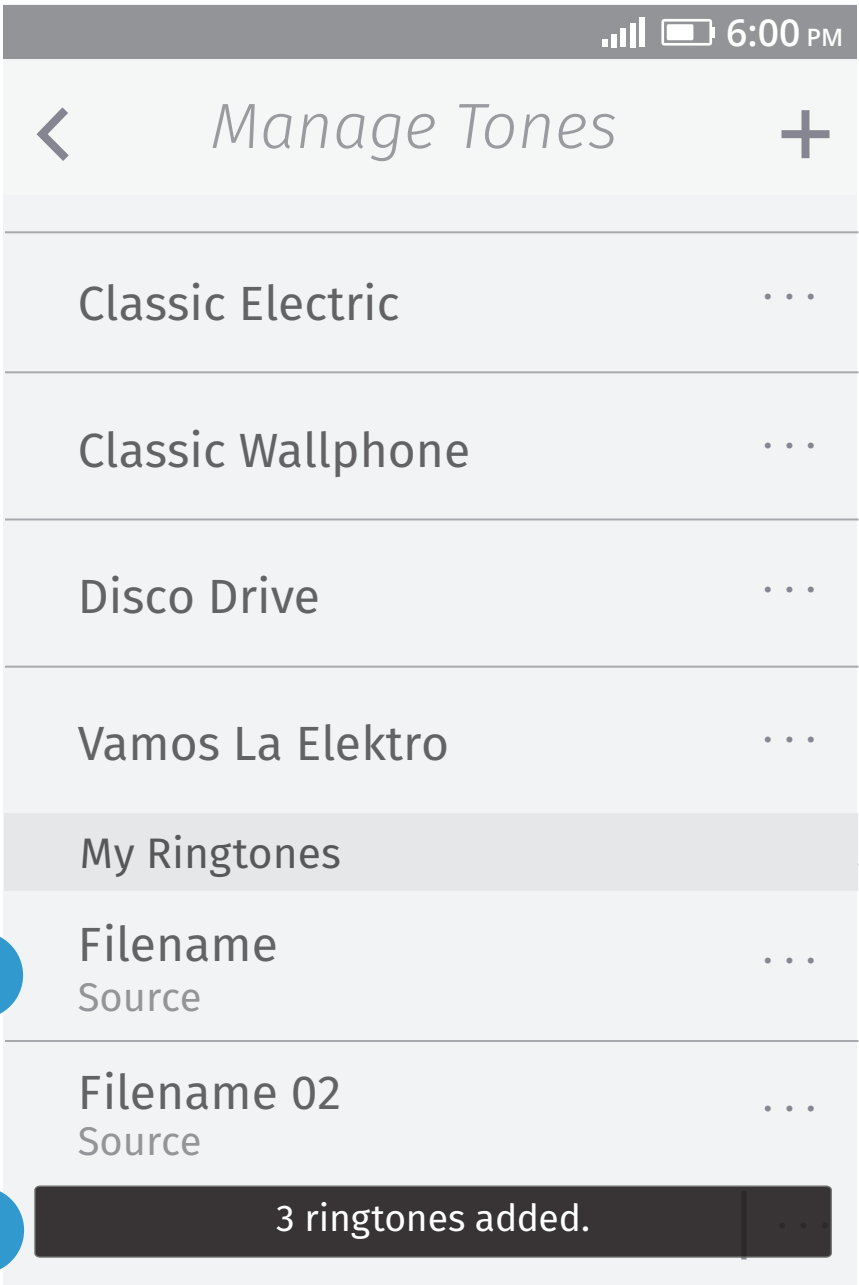 6:00 PM
Manage Tones
Classic Electric
Classic Wallphone
Disco Drive
Vamos La Elektro
My Ringtones
Filename
Source
Filename 02
Source
3 ringtones added.